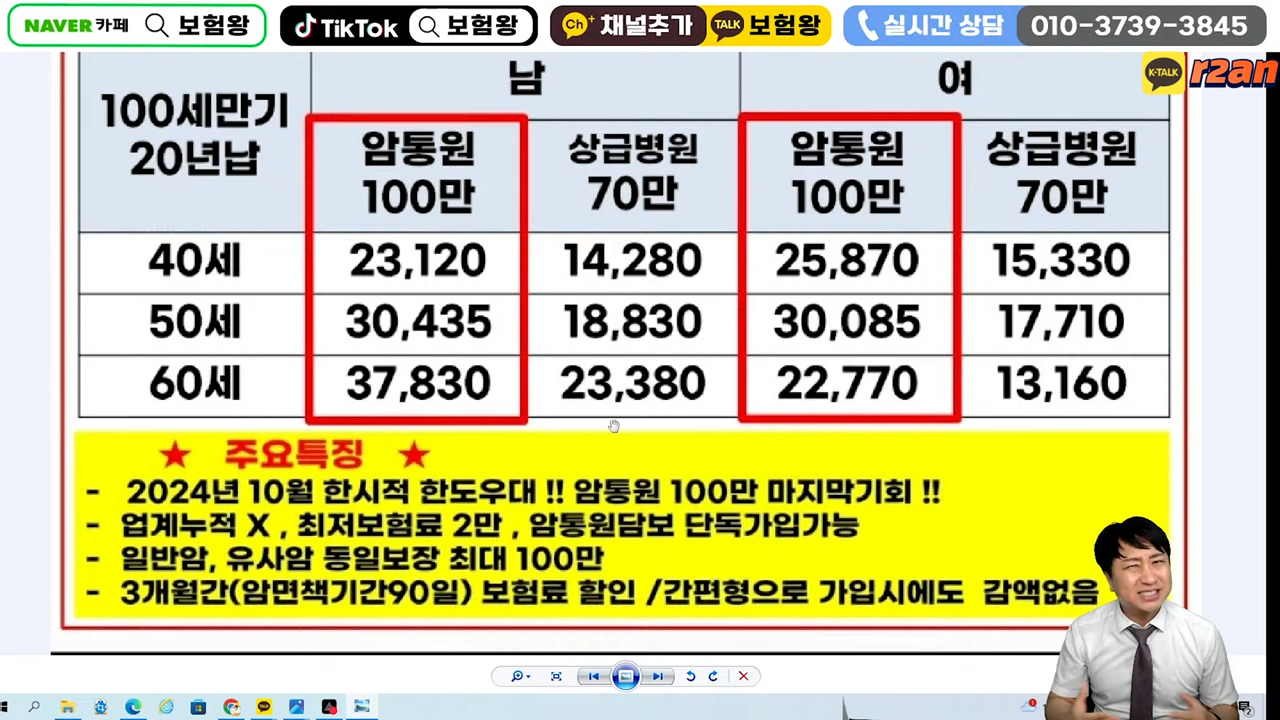 NAVER 카페 보험왕 TikTok 보험왕 Ch+ 채널추가 TALK 보험왕 실시간 상담 010-3739-3845
K-TALK r2an
100세만기 20년납 남 여
암통원 100만 상급병원 70만 암통원 100만 상급병원 70만
40세 23,120 14,280 25,870 15,330
50세 30,435 18,830 30,085 17,710
60세 37,830 23,380 22,770 13,160
★ 주요특징 ★
- 2024년 10월 한시적 한도우대 !! 암통원 100만 마지막기회 !!
- 업계누적 X , 최저보험료 2만 , 암통원담보 단독가입가능
- 일반암, 유사암 동일보장 최대 100만
- 3개월간(암면책기간90일) 보험료 할인 /간편형으로 가입시에도 감액없음